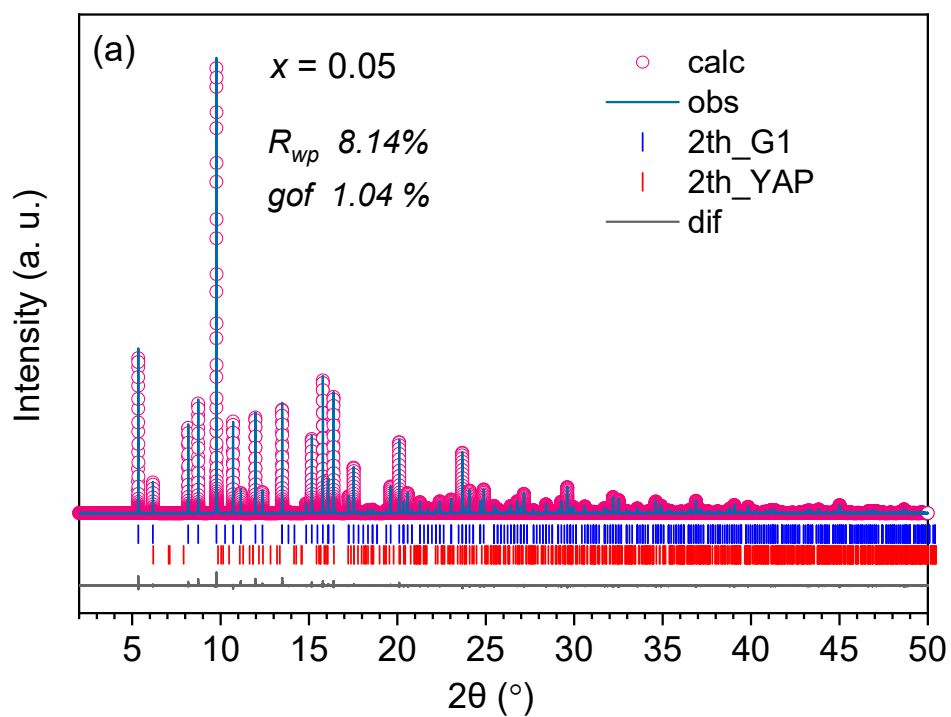 (a)
x = 0.05
R_wp 8.14%
gof 1.04 %
calc
obs
2th_G1
2th_YAP
dif
Intensity (a. u.)
5 10 15 20 25 30 35 40 45 50
2θ (°)